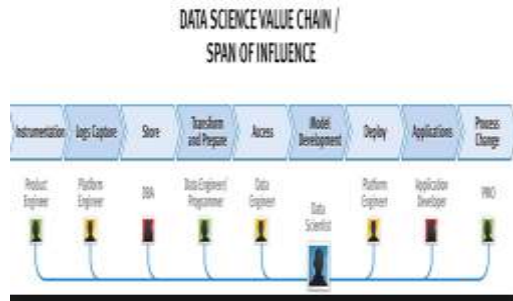 DATA SCIENCE VALUE CHAIN /
SPAN OF INFLUENCE
Instrumentation
Logs Capture
Store
Transform
and Prepare
Access
Model
Development
Deploy
Applications
Process
Change
Product
Engineer
Platform
Engineer
DBA
Data Engineer/
Programmer
Data
Engineer
Data
Scientist
Platform
Engineer
Application
Developer
PMO